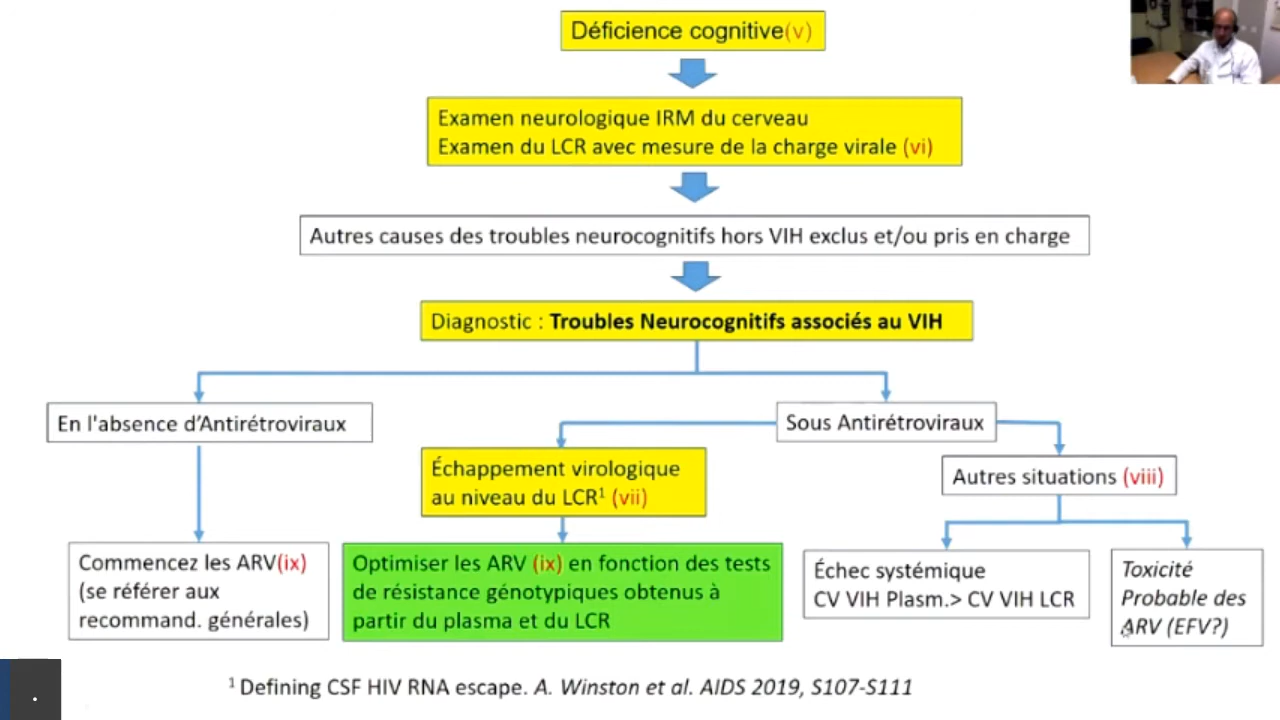 Déficience cognitive(v)
Examen neurologique IRM du cerveau
Examen du LCR avec mesure de la charge virale (vi)
Autres causes des troubles neurocognitifs hors VIH exclus et/ou pris en charge
Diagnostic : Troubles Neurocognitifs associés au VIH
En l'absence d’Antirétroviraux
Sous Antirétroviraux
Échappement virologique
au niveau du LCR¹ (vii)
Autres situations (viii)
Commencez les ARV(ix)
(se référer aux
recommand. générales)
Optimiser les ARV (ix) en fonction des tests
de résistance génotypiques obtenus à
partir du plasma et du LCR
Échec systémique
CV VIH Plasm.> CV VIH LCR
Toxicité
Probable des
ARV (EFV?)
¹ Defining CSF HIV RNA escape. A. Winston et al. AIDS 2019, S107-S111